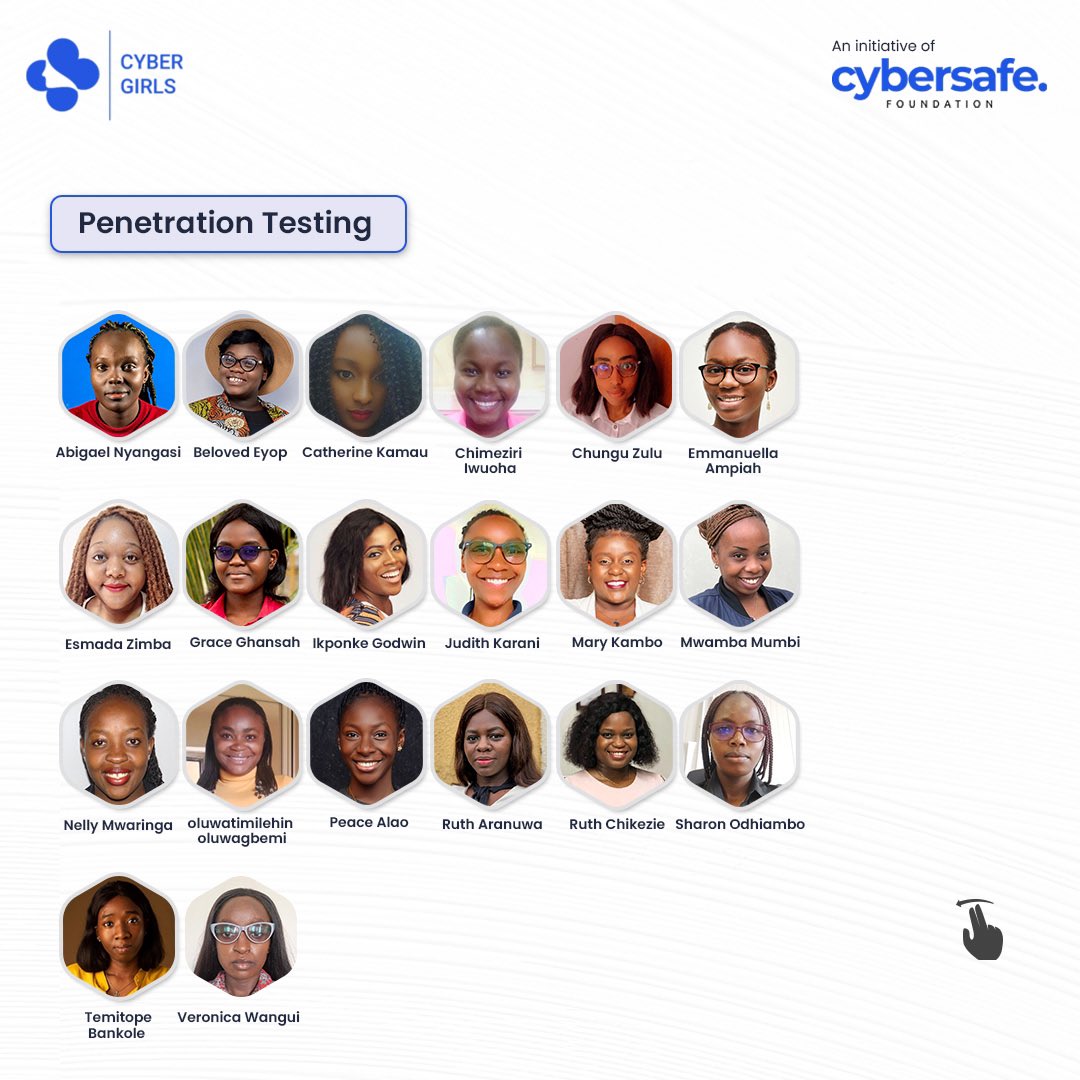 CYBER
GIRLS
An initiative of
cybersafe.
FOUNDATION
Penetration Testing
Abigael Nyangasi
Beloved Eyop
Catherine Kamau
Chimeziri
Iwuoha
Chungu Zulu
Emmanuella
Ampiah
Esmada Zimba
Grace Ghansah
Ikponke Godwin
Judith Karani
Mary Kambo
Mwamba Mumbi
Nelly Mwaringa
oluwatimilehin
oluwagbemi
Peace Alao
Ruth Aranuwa
Ruth Chikezie
Sharon Odhiambo
Temitope
Bankole
Veronica Wangui